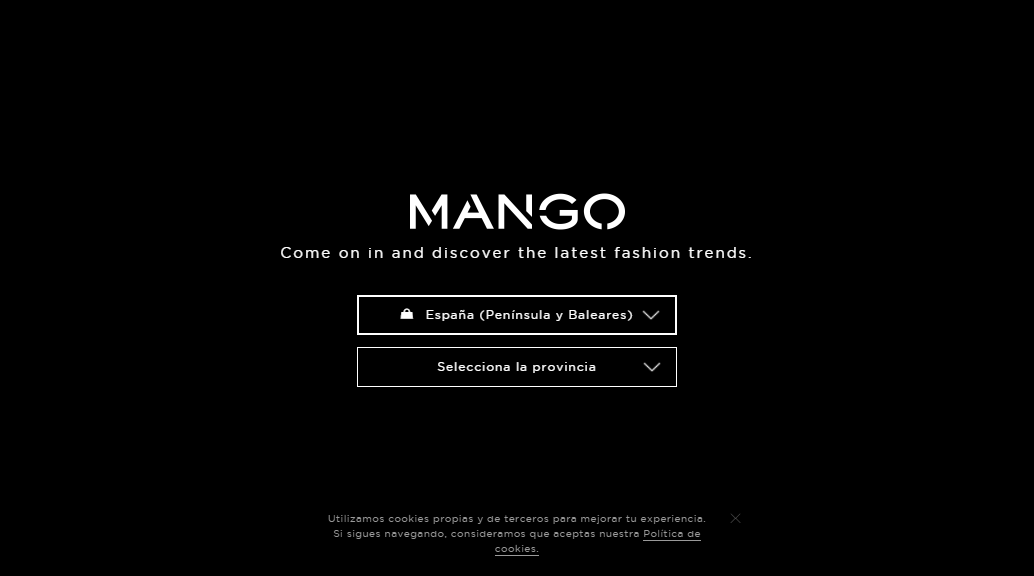 MANGO
Come on in and discover the latest fashion trends.
España (Península y Baleares)
Selecciona la provincia
Utilizamos cookies propias y de terceros para mejorar tu experiencia.
Si sigues navegando, consideramos que aceptas nuestra Política de
cookies.